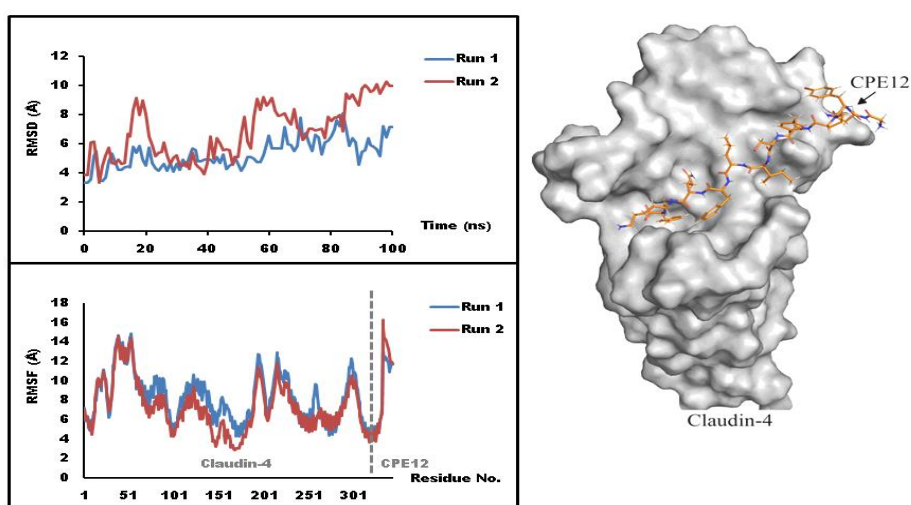 12
10
8
6
4
2
0
RMSD (Å)
Run 1
Run 2
Time (ns)
0 20 40 60 80 100
18
16
14
12
10
8
6
4
2
0
RMSF (Å)
Run 1
Run 2
Claudin-4 CPE12
Residue No.
1 51 101 151 201 251 301
CPE12
Claudin-4